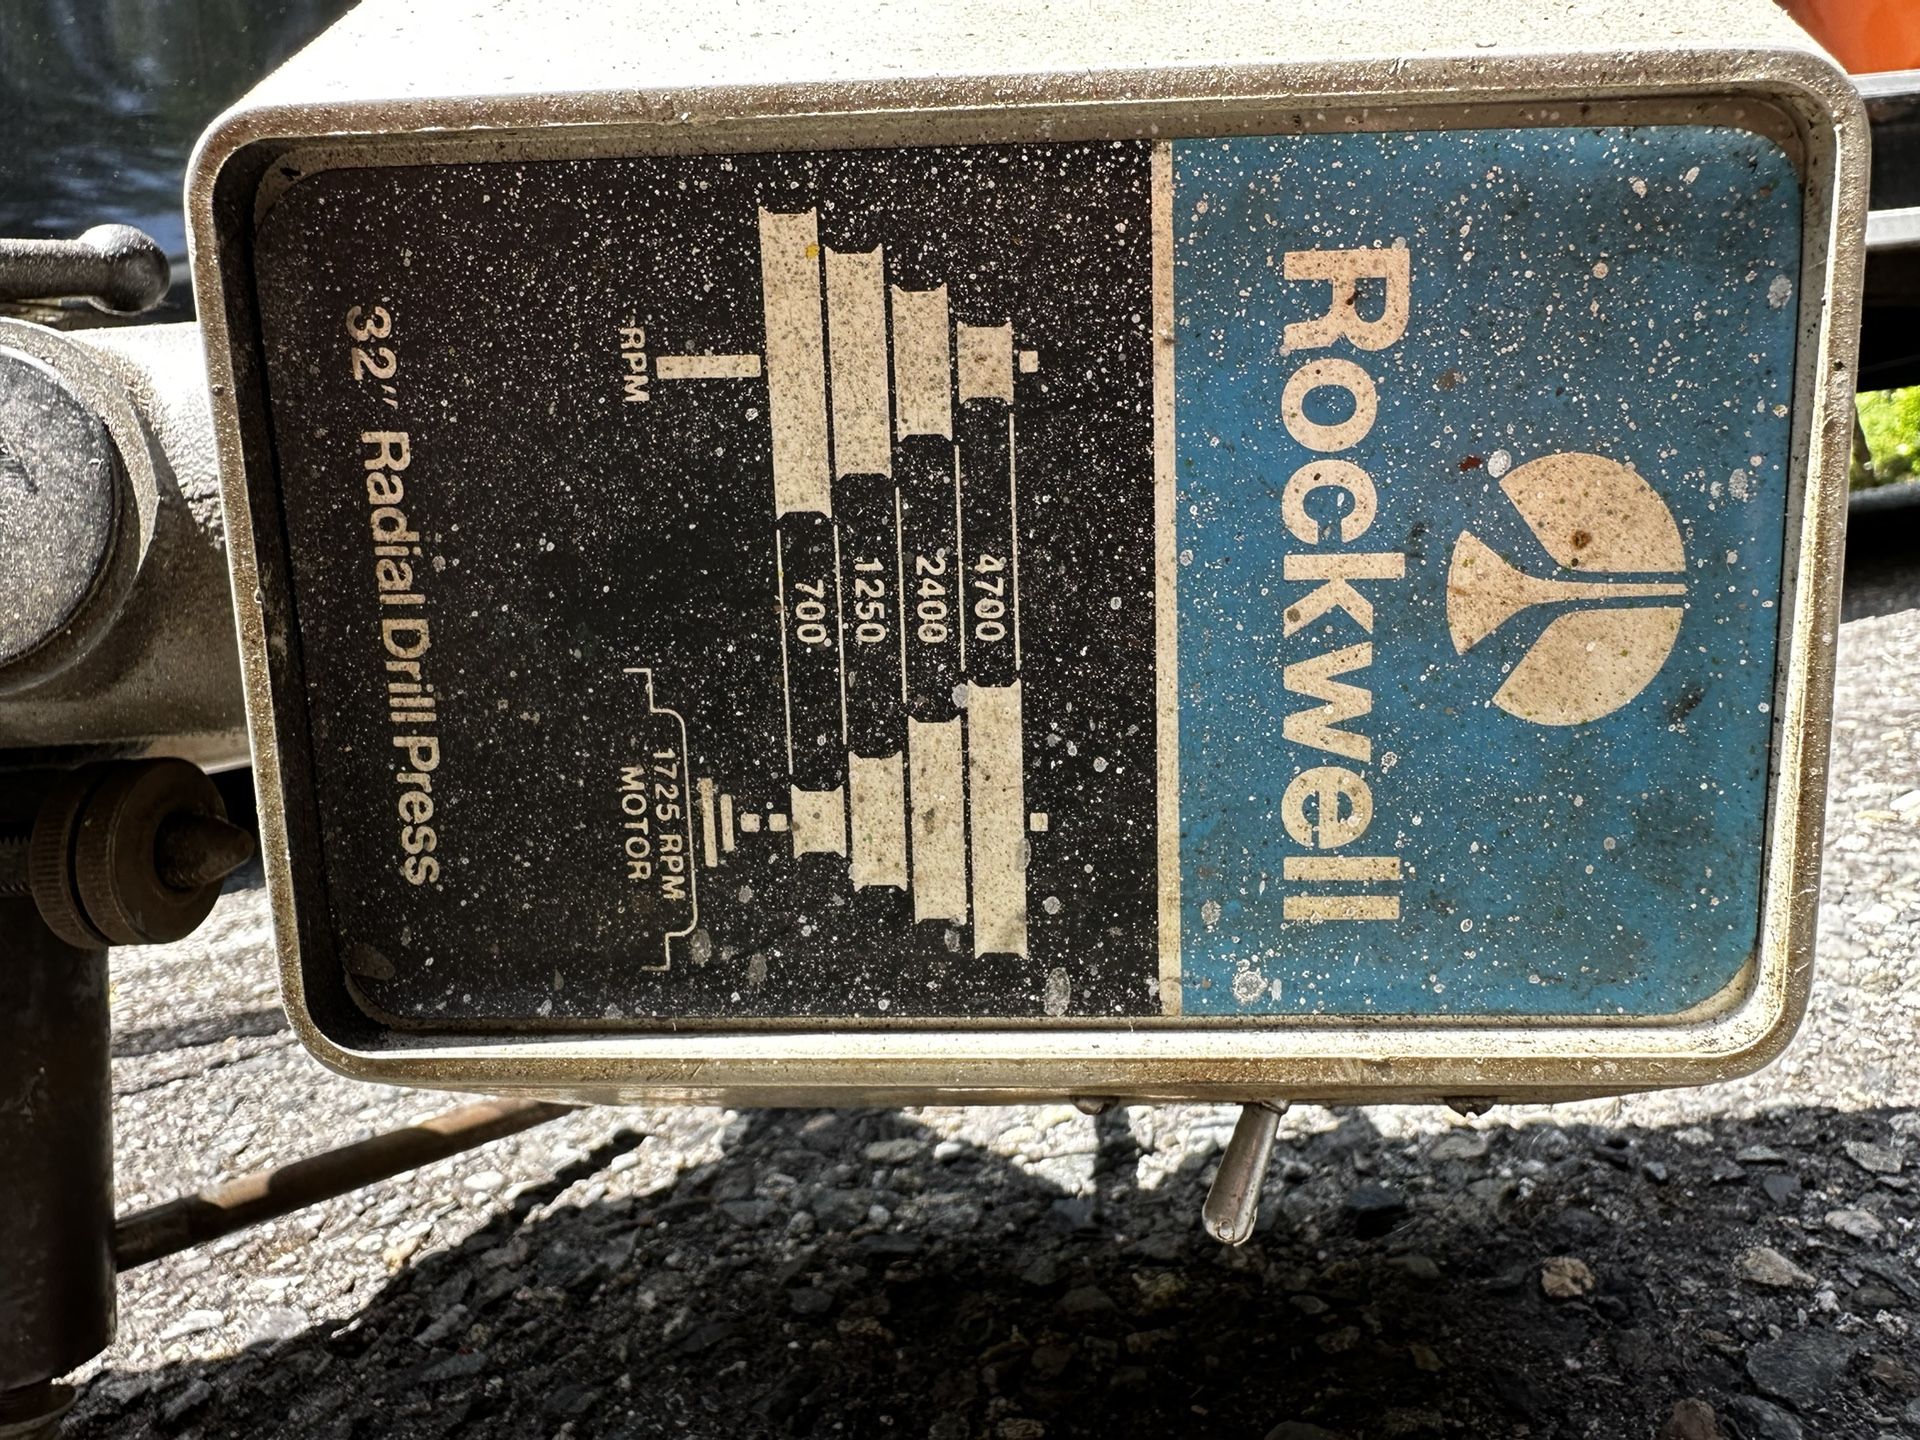 Rockwell
4700
2400
1250
700
RPM
1725 RPM
MOTOR
32" Radial Drill Press